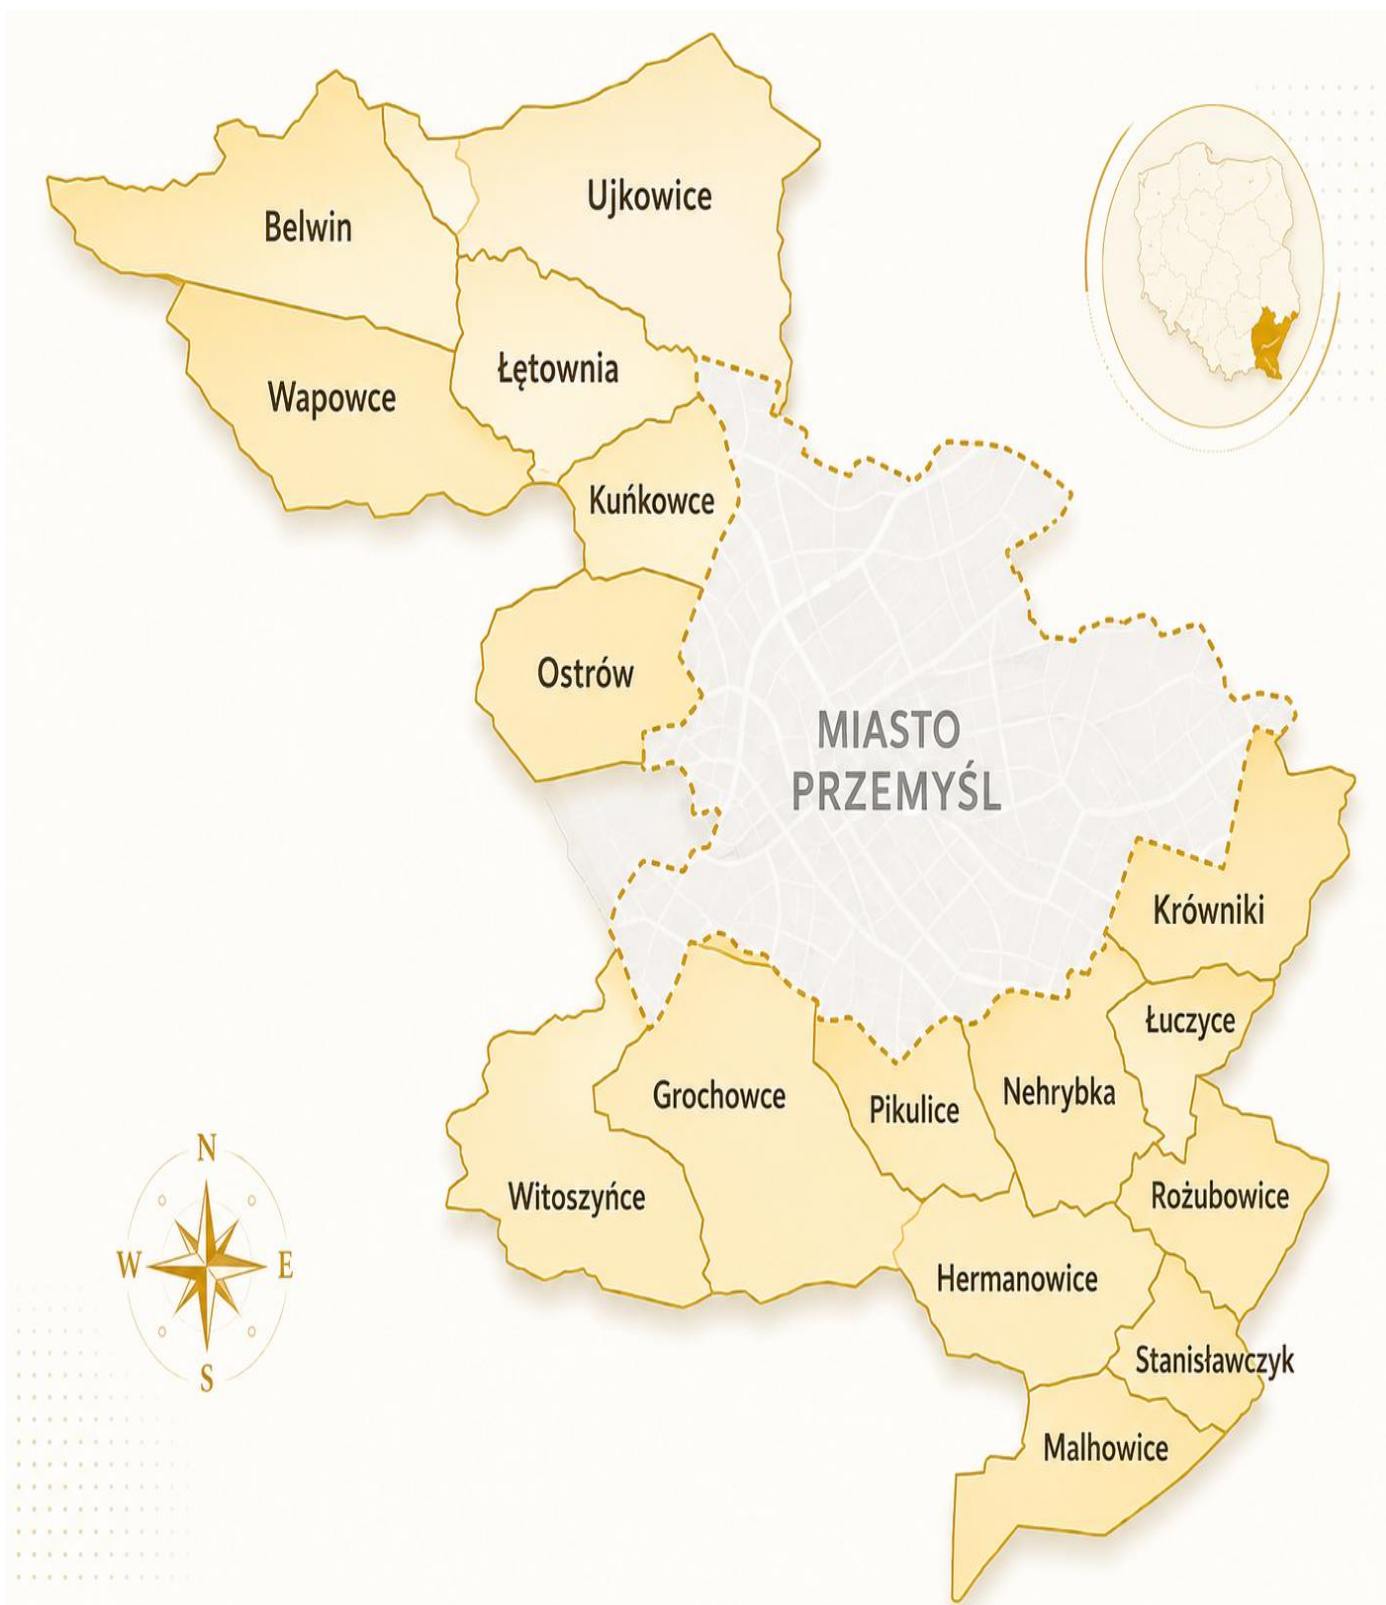 Ujkowice
Belwin
Łętownia
Wapowce
Kuńkowce
Ostrów
MIASTO
PRZEMYŚL
Krówniki
Łuczyce
Nehrybka
Grochowce
Pikulice
Witoszyńce
Rożubowice
Hermanowice
Stanisławczyk
Malhowice
N
W
E
S